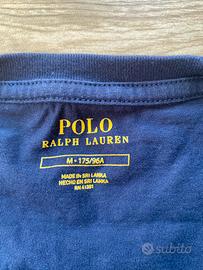 POLO
RALPH LAUREN
M • 175/96A
MADE IN SRI LANKA
HECHO EN SRI LANKA
RN 41381
subito